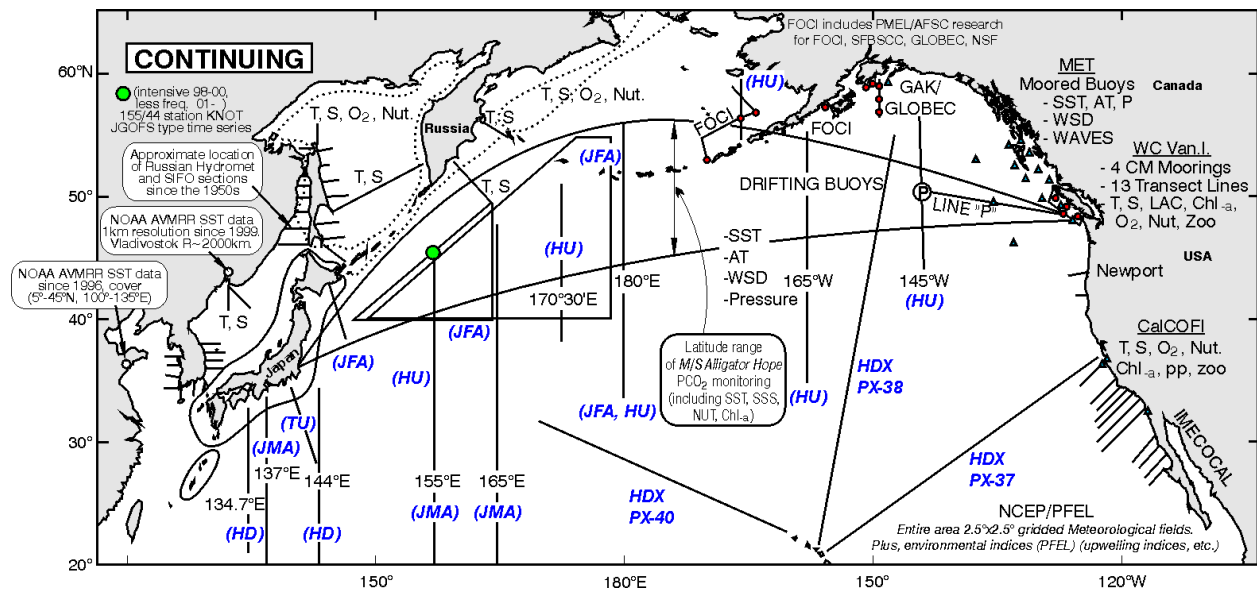 FOCI includes PMEL/AFSC research
for FOCI, SFBSCC, GLOBEC, NSF
CONTINUING
(intensive 98-00,
less freq. 01- )
155/44 station KNOT
JGOFS type time series
60°N
50°
40°
30°
20°
Approximate location
of Russian Hydromet
and SIFO sections
since the 1950s
NOAA AVMRR SST data
1km resolution since 1999.
Vladivostok R~2000km.
NOAA AVMRR SST data
since 1996, cover
(5°-45°N, 100°-135°E)
T, S, O2, Nut.
Russia
T, S, O2, Nut.
T, S
T, S
T, S
T, S
Japan
(HU)
FOCI
FOCI
GAK/
GLOBEC
MET
Moored Buoys
- SST, AT, P
- WSD
- WAVES
Canada
WC Van.I.
- 4 CM Moorings
- 13 Transect Lines
T, S, LAC, Chl-a,
O2, Nut, Zoo
USA
(JFA)
DRIFTING BUOYS
P
LINE "P"
-SST
-AT
-WSD
-Pressure
(HU)
170°30'E
180°E
165°W
145°W
(HU)
Newport
CalCOFI
T, S, O2, Nut.
Chl-a, pp, zoo
IMECOCAL
(JFA)
(JFA)
(HU)
Latitude range
of M/S Alligator Hope
PCO2 monitoring
(including SST, SSS,
NUT, Chl-a)
(JFA, HU)
(HU)
HDX
PX-38
HDX
PX-37
HDX
PX-40
(TU)
(JMA)
137°E
144°E
134.7°E
155°E
165°E
(HD)
(HD)
(JMA)
(JMA)
NCEP/PFEL
Entire area 2.5°x2.5° gridded Meteorological fields.
Plus, environmental indices (PFEL) (upwelling indices, etc.)
150°
180°E
150°
120°W